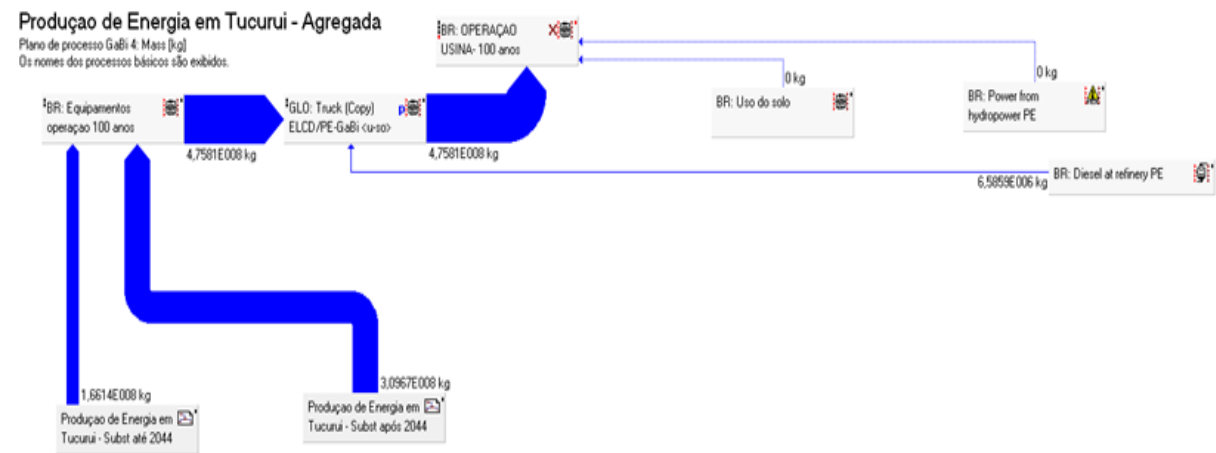 Produçao de Energia em Tucurui - Agregada
Plano de processo GaBi 4: Mass [kg]
Os nomes dos processos básicos são exibidos.
BR: OPERAÇAO
USINA- 100 anos
BR: Equipamentos
operaçao 100 anos
4,7581E008 kg
GLO: Truck (Copy)
ELCD/PE-GaBi <u-so>
p
4,7581E008 kg
0 kg
BR: Uso do solo
0 kg
BR: Power from
hydropower PE
BR: Diesel at refinery PE
6,5859E006 kg
1,6614E008 kg
Produçao de Energia em
Tucurui - Subst até 2044
3,0967E008 kg
Produçao de Energia em
Tucurui - Subst após 2044